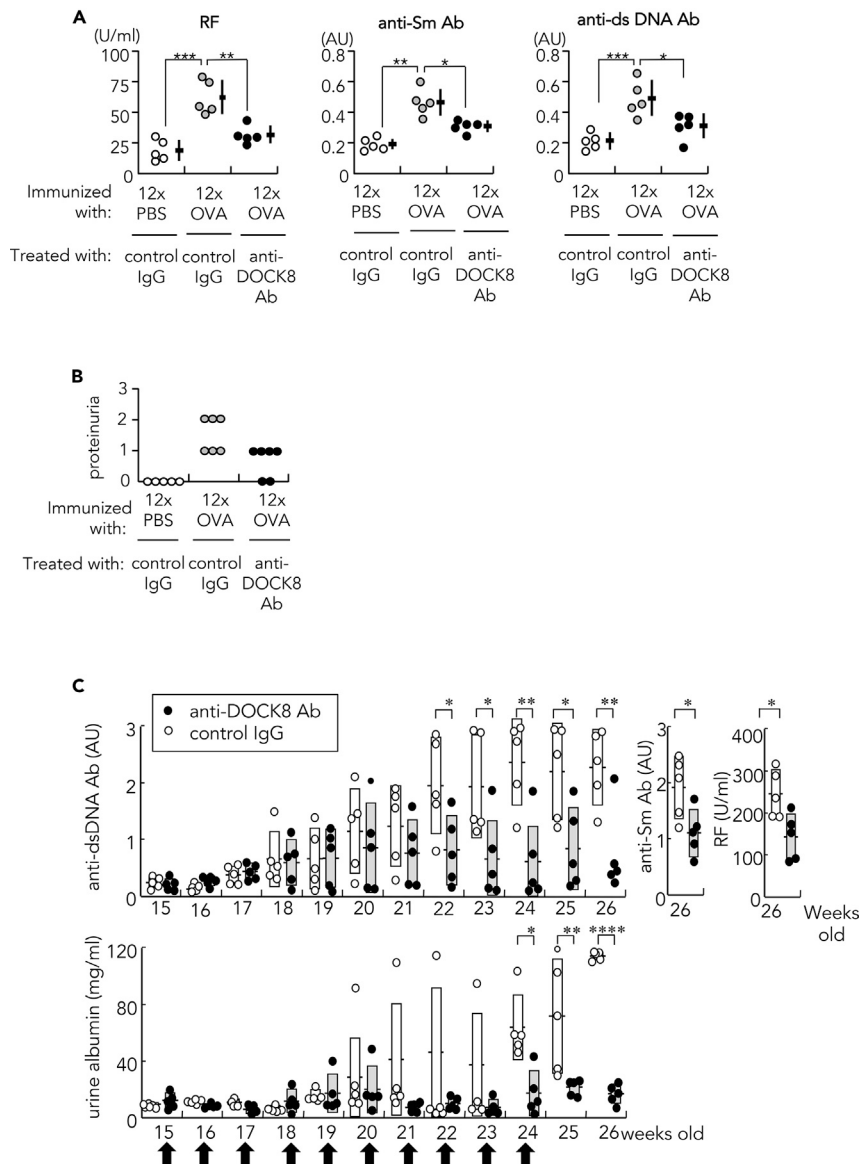 A
RF
anti-Sm Ab
anti-ds DNA Ab
(U/ml)
(AU)
(AU)
100
75
50
25
0
0.8
0.6
0.4
0.2
0
0.8
0.6
0.4
0.2
0
*** **
** *
*** *
Immunized with:
12x PBS
12x OVA
12x OVA
12x PBS
12x OVA
12x OVA
12x PBS
12x OVA
12x OVA
Treated with:
control IgG
control IgG
anti-DOCK8 Ab
control IgG
control IgG
anti-DOCK8 Ab
control IgG
control IgG
anti-DOCK8 Ab
B
proteinuria
3
2
1
0
Immunized with:
12x PBS
12x OVA
12x OVA
Treated with:
control IgG
control IgG
anti-DOCK8 Ab
C
anti-DOCK8 Ab
control IgG
anti-dsDNA Ab (AU)
3
2
1
0
* * ** * **
15 16 17 18 19 20 21 22 23 24 25 26
anti-Sm Ab (AU)
3
2
1
0
*
26
RF (U/ml)
400
300
200
100
0
*
26
Weeks old
urine albumin (mg/ml)
120
80
40
0
* ** ****
15 16 17 18 19 20 21 22 23 24 25 26 weeks old